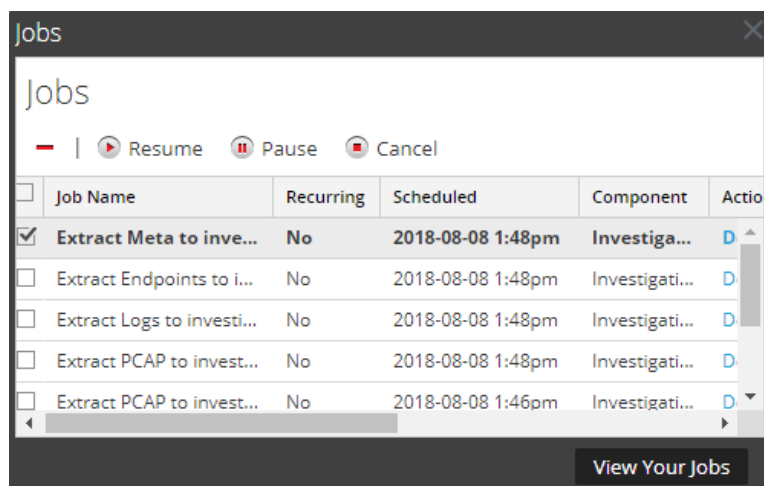 Jobs
Jobs
Resume Pause Cancel
Job Name Recurring Scheduled Component Actio
Extract Meta to inve... No 2018-08-08 1:48pm Investiga... D
Extract Endpoints to i... No 2018-08-08 1:48pm Investigati... D
Extract Logs to investi... No 2018-08-08 1:48pm Investigati... D
Extract PCAP to invest... No 2018-08-08 1:48pm Investigati... D
Extract PCAP to invest... No 2018-08-08 1:46pm Investigati... D
View Your Jobs